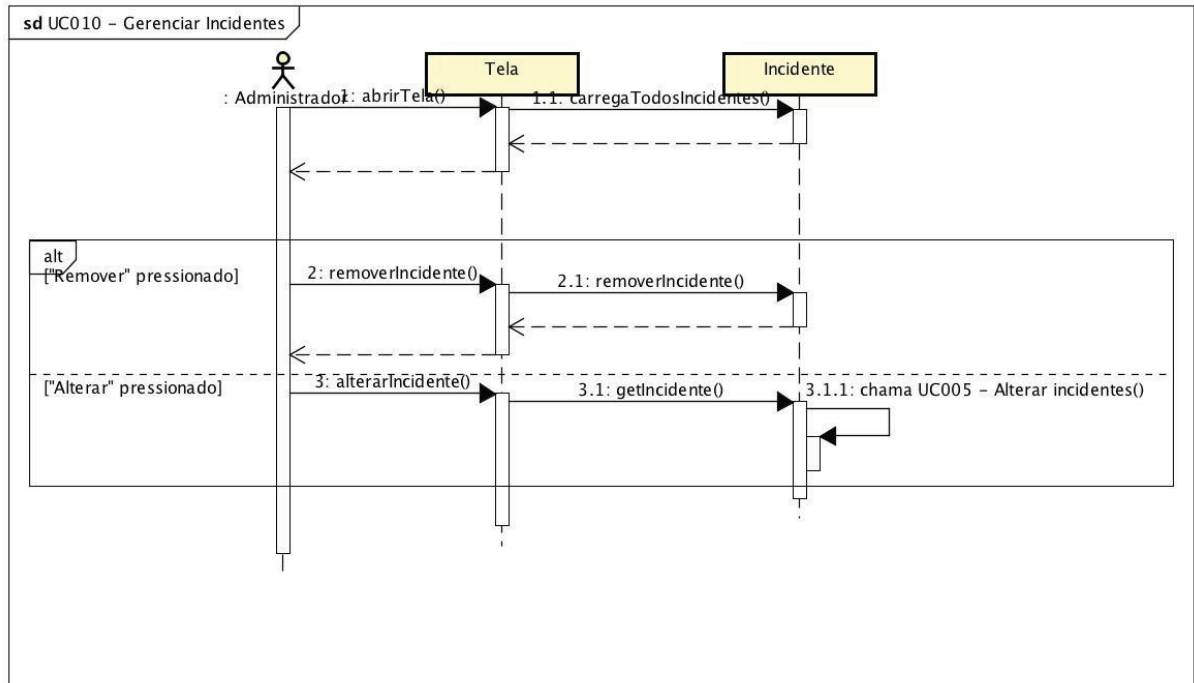 sd UC010 – Gerenciar Incidentes
Tela
Incidente
: Administrador
1: abrirTela()
1.1: carregaTodosIncidentes()
alt
["Remover" pressionado]
2: removerIncidente()
2.1: removerIncidente()
["Alterar" pressionado]
3: alterarIncidente()
3.1: getIncidente()
3.1.1: chama UC005 – Alterar incidentes()